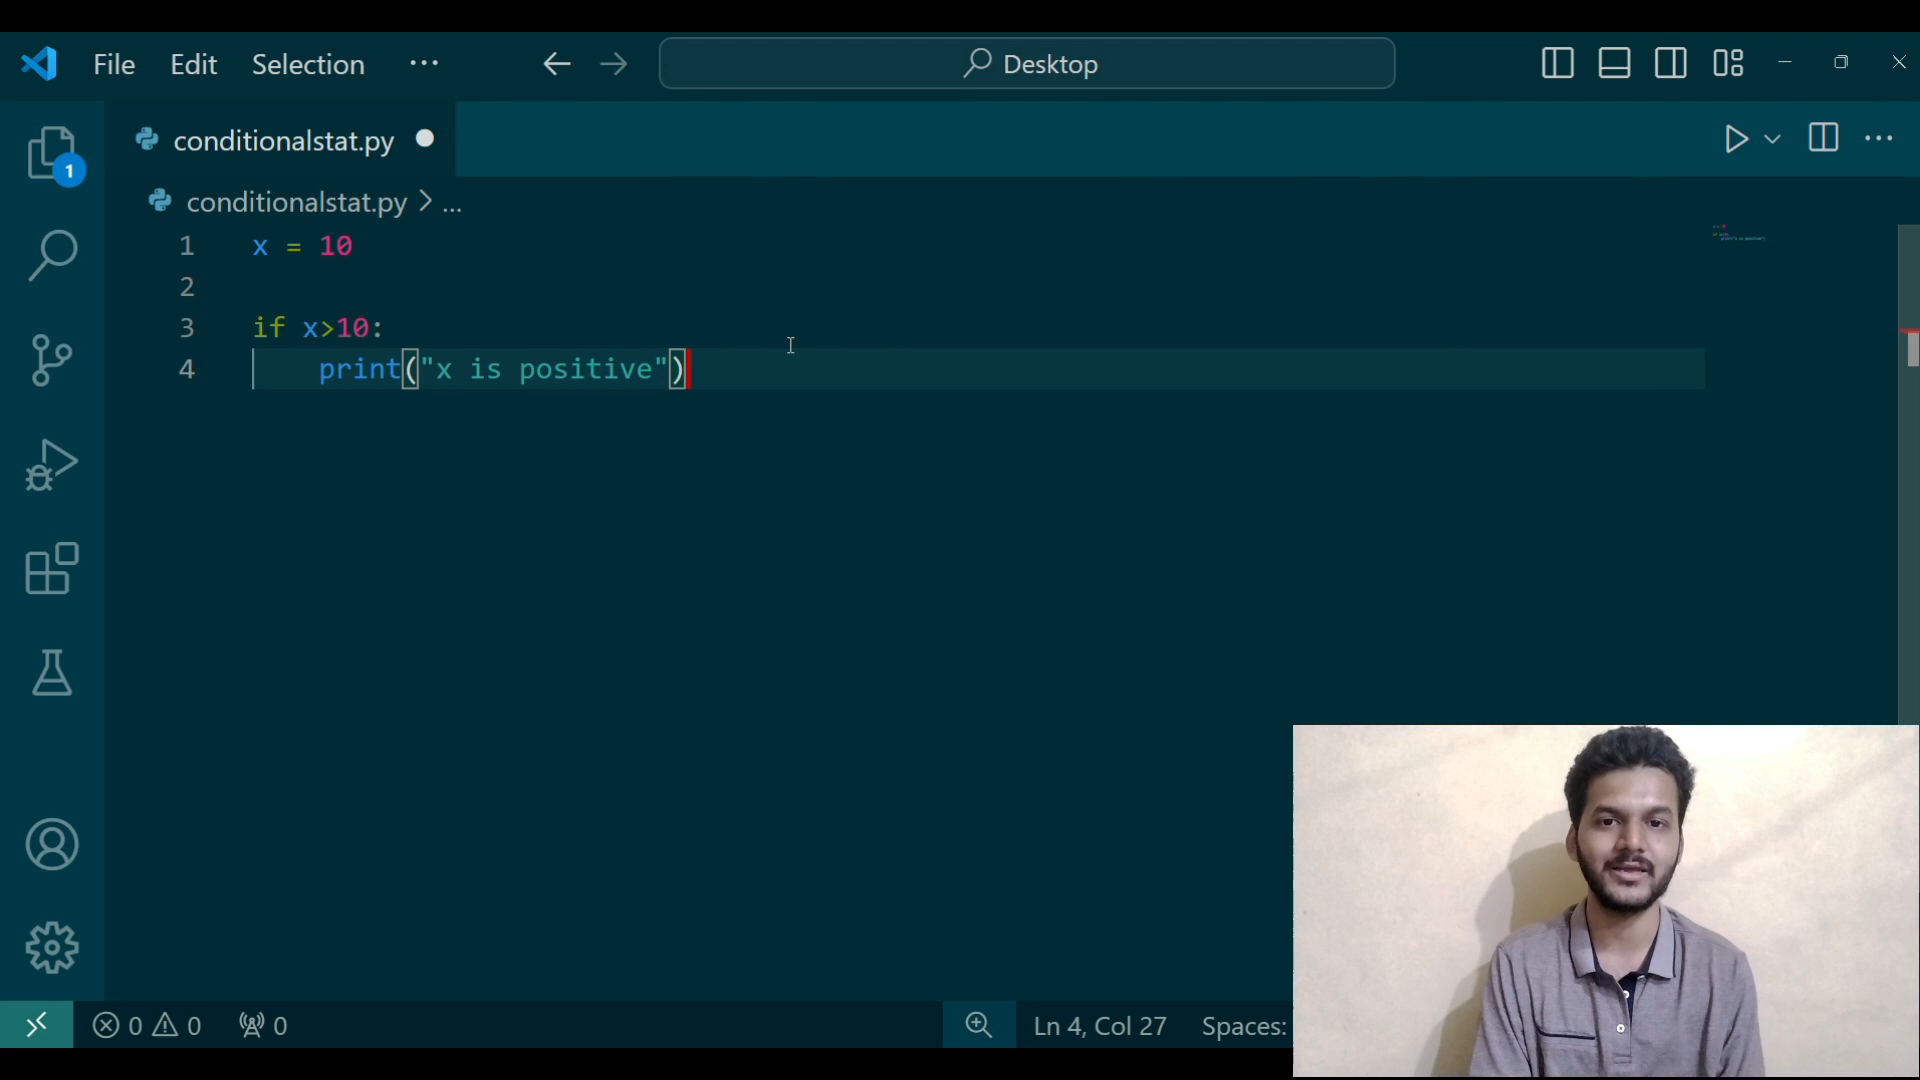 File Edit Selection ··· Desktop
conditionalstat.py
1
conditionalstat.py > ...
1 x = 10
2
3 if x>10:
4 print("x is positive")
0 0 0 Ln 4, Col 27 Spaces: